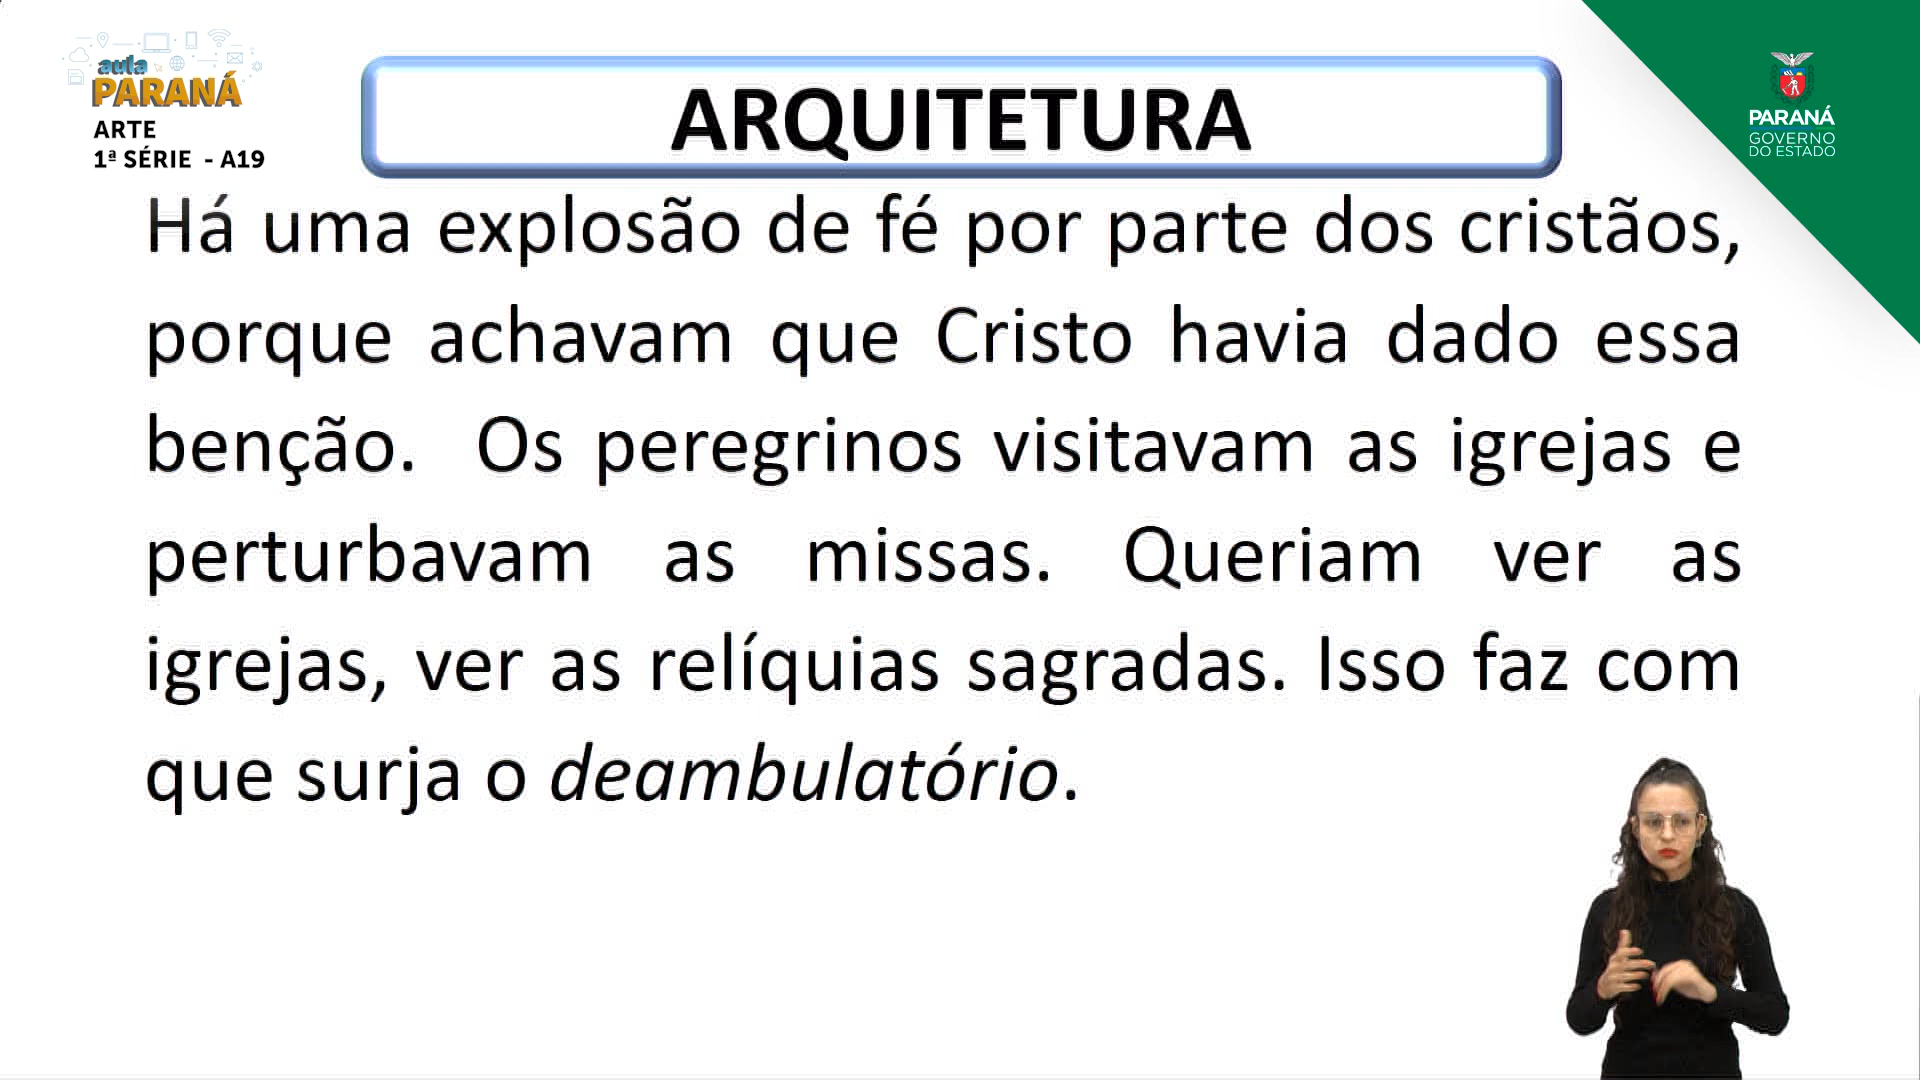 aula
PARANÁ
ARTE
1ª SÉRIE - A19
ARQUITETURA
PARANÁ
GOVERNO
DO ESTADO
Há uma explosão de fé por parte dos cristãos,
porque achavam que Cristo havia dado essa
benção. Os peregrinos visitavam as igrejas e
perturbavam as missas. Queriam ver as
igrejas, ver as relíquias sagradas. Isso faz com
que surja o deambulatório.